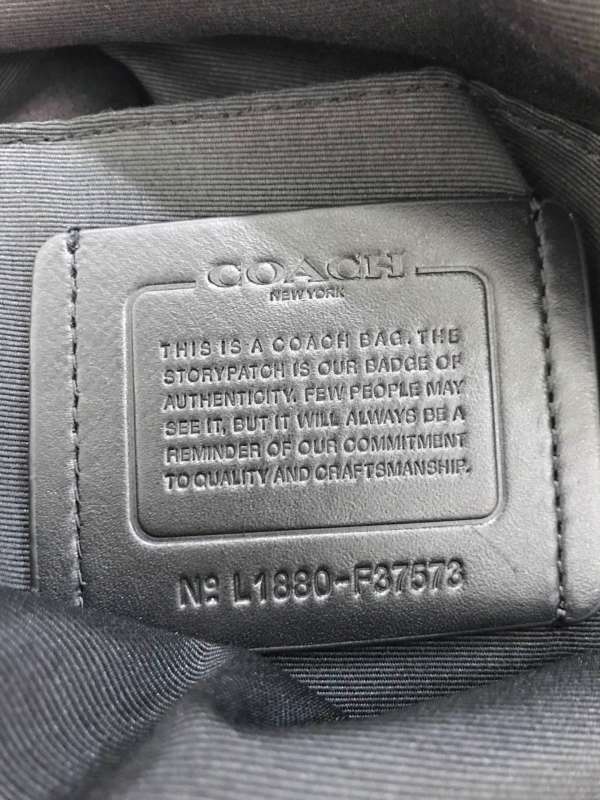 COACH
NEW YORK
THIS IS A COACH BAG. THE
STORYPATCH IS OUR BADGE OF
AUTHENTICITY. FEW PEOPLE MAY
SEE IT, BUT IT WILL ALWAYS BE A
REMINDER OF OUR COMMITMENT
TO QUALITY AND CRAFTSMANSHIP.
Nº L1880-F37573